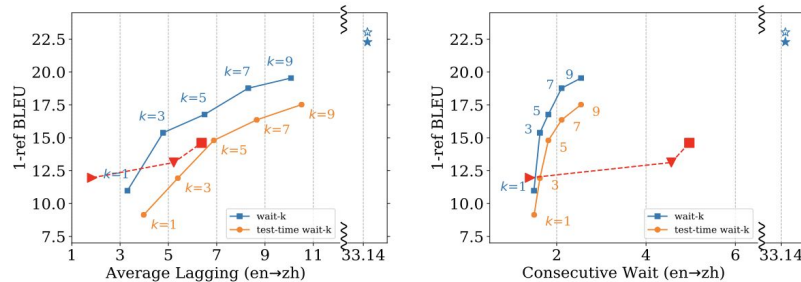 22.5
20.0
17.5
15.0
12.5
10.0
7.5
1-ref BLEU
k=1
k=3
k=5
k=7
k=9
k=1
k=3
k=5
k=7
k=9
wait-k
test-time wait-k
1 3 5 7 9 11 33.14
Average Lagging (en→zh)
22.5
20.0
17.5
15.0
12.5
10.0
7.5
1-ref BLEU
k=1
3
5
7
9
k=1
3
5
7
9
wait-k
test-time wait-k
2 4 6 33.14
Consecutive Wait (en→zh)